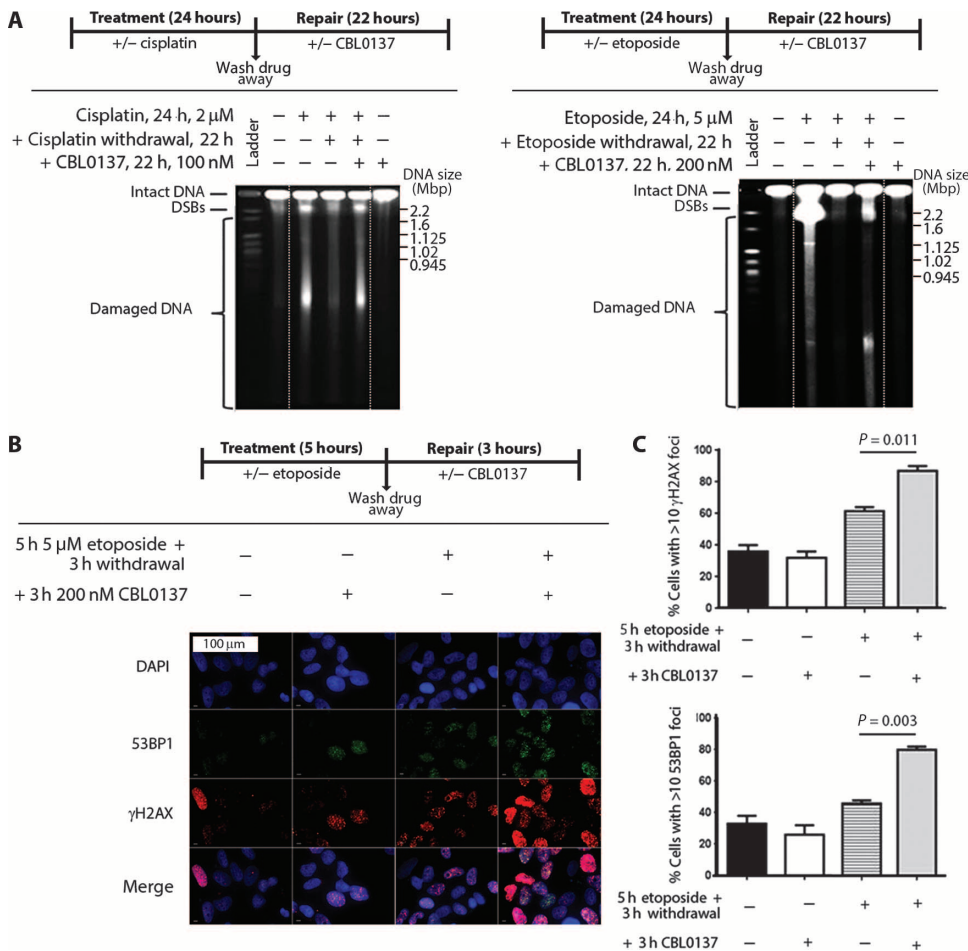 A
Treatment (24 hours) Repair (22 hours)
+/− cisplatin +/− CBL0137
Wash drug
away
Cisplatin, 24 h, 2 µM − + + + −
+ Cisplatin withdrawal, 22 h − − + + −
+ CBL0137, 22 h, 100 nM − − − + +
Ladder
DNA size
(Mbp)
Intact DNA
DSBs
2.2
1.6
1.125
1.02
0.945
Damaged DNA
Treatment (24 hours) Repair (22 hours)
+/− etoposide +/− CBL0137
Wash drug
away
Etoposide, 24 h, 5 µM − + + + −
+ Etoposide withdrawal, 22 h − − + + −
+ CBL0137, 22 h, 200 nM − − − + +
Ladder
DNA size
(Mbp)
Intact DNA
DSBs
2.2
1.6
1.125
1.02
0.945
Damaged DNA
B
Treatment (5 hours) Repair (3 hours)
+/− etoposide +/− CBL0137
Wash drug
away
5 h 5 µM etoposide +
3 h withdrawal − − + +
+ 3 h 200 nM CBL0137 − + − +
100 µm
DAPI
53BP1
γH2AX
Merge
C
% Cells with >10 γH2AX foci
100
80
60
40
20
0
P = 0.011
5 h etoposide +
3 h withdrawal − − + +
+ 3 h CBL0137 − + − +
% Cells with >10 53BP1 foci
100
80
60
40
20
0
P = 0.003
5 h etoposide +
3 h withdrawal − − + +
+ 3 h CBL0137 − + − +